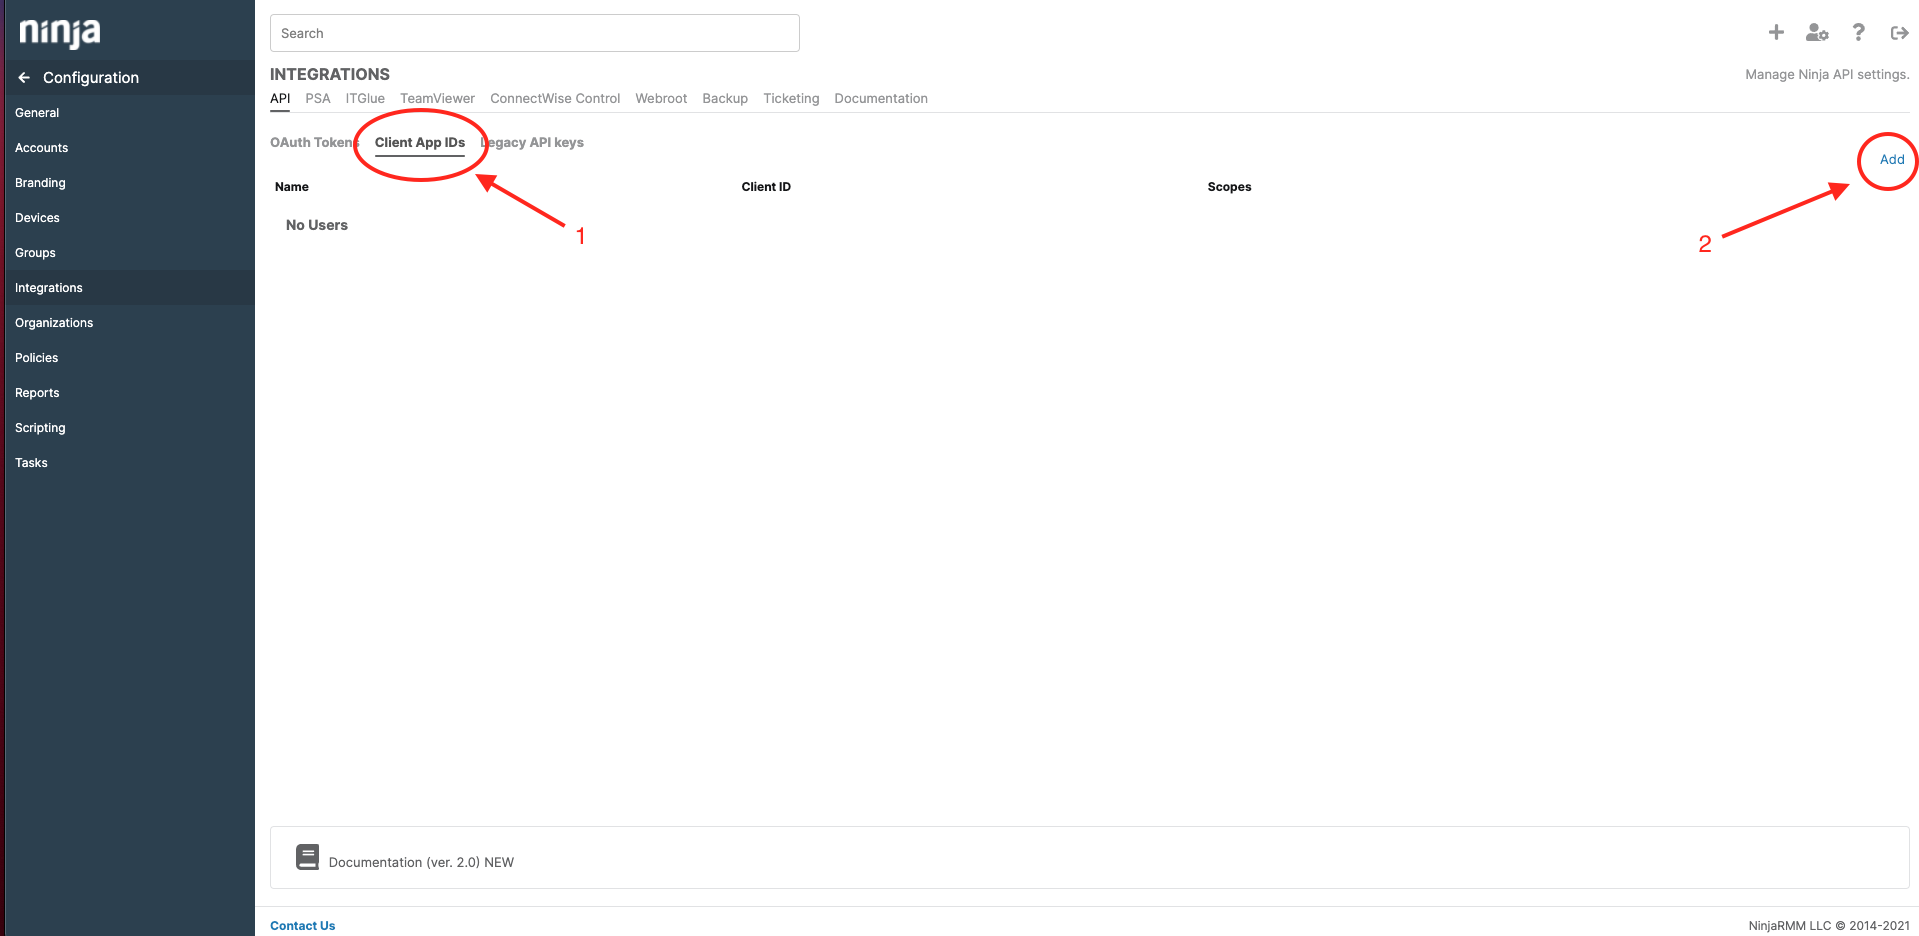 ninja
Search
Configuration
General
Accounts
Branding
Devices
Groups
Integrations
Organizations
Policies
Reports
Scripting
Tasks
INTEGRATIONS
Manage Ninja API settings.
API PSA ITGlue TeamViewer ConnectWise Control Webroot Backup Ticketing Documentation
OAuth Tokens Client App IDs Legacy API keys
Add
Name Client ID Scopes
No Users
1
2
Documentation (ver. 2.0) NEW
Contact Us
NinjaRMM LLC © 2014-2021